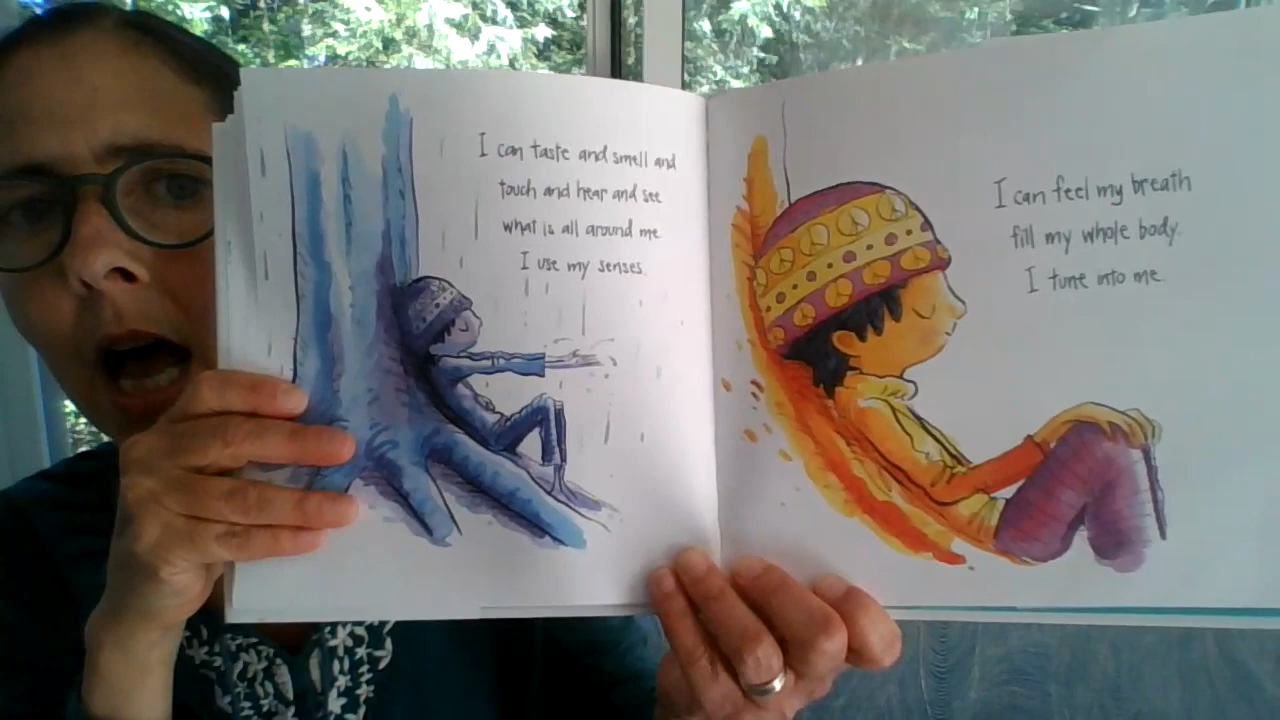 I can taste and smell and
touch and hear and see
what is all around me.
I use my senses.
I can feel my breath
fill my whole body.
I tune into me.